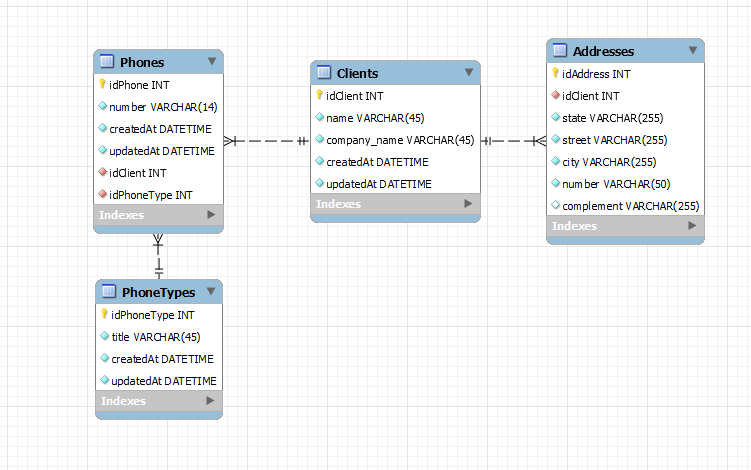 Phones
idPhone INT
number VARCHAR(14)
createdAt DATETIME
updatedAt DATETIME
idClient INT
idPhoneType INT
Indexes
Clients
idClient INT
name VARCHAR(45)
company_name VARCHAR(45)
createdAt DATETIME
updatedAt DATETIME
Indexes
Addresses
idAddress INT
idClient INT
state VARCHAR(255)
street VARCHAR(255)
city VARCHAR(255)
number VARCHAR(50)
complement VARCHAR(255)
Indexes
PhoneTypes
idPhoneType INT
title VARCHAR(45)
createdAt DATETIME
updatedAt DATETIME
Indexes